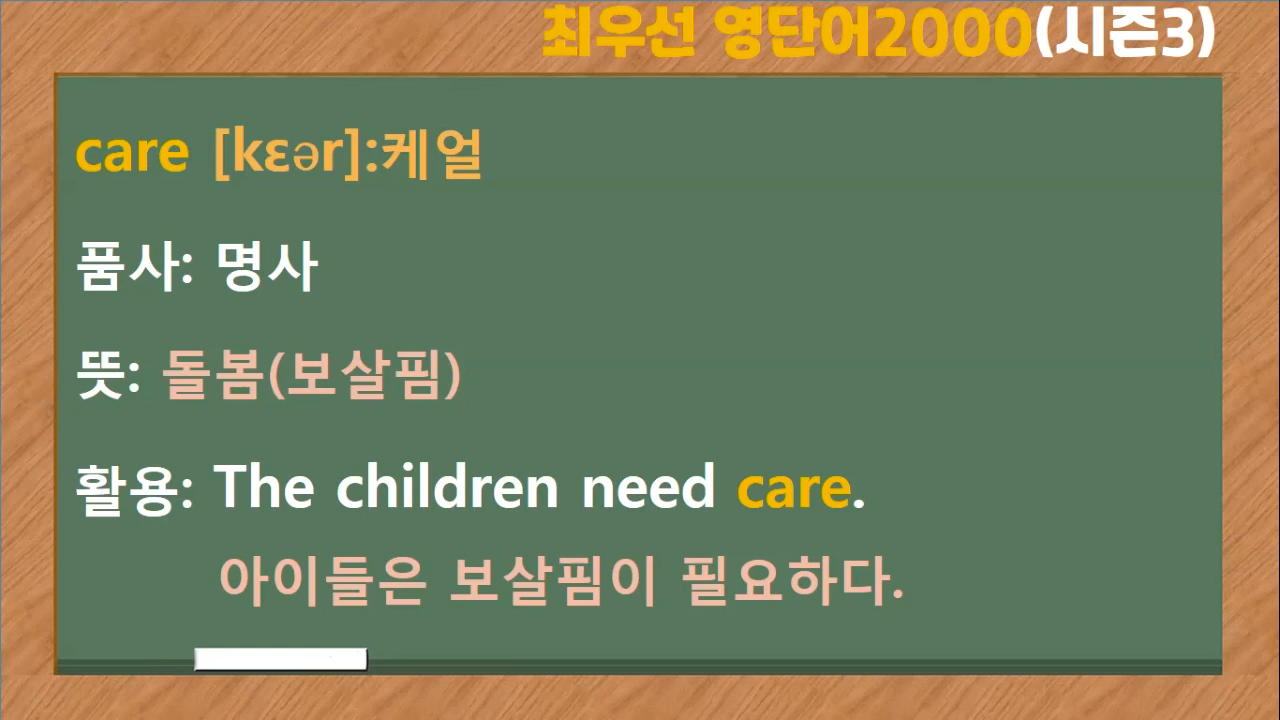 최우선 영단어2000(시즌3)
care [kɛər]:케얼
품사: 명사
뜻: 돌봄(보살핌)
활용: The children need care.
아이들은 보살핌이 필요하다.